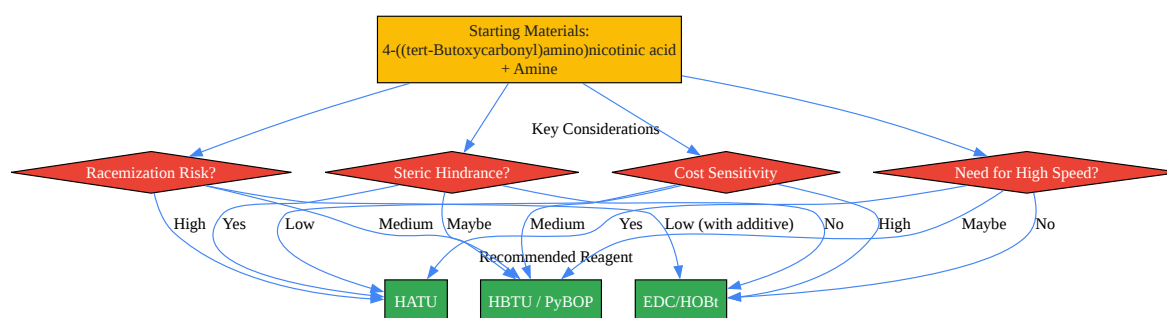 Starting Materials:
4-((tert-Butoxycarbonyl)amino)nicotinic acid
+ Amine
Key Considerations
Racemization Risk?
Steric Hindrance?
Cost Sensitivity
Need for High Speed?
High
Yes
Low
Medium
Maybe
Medium
Yes
Low (with additive)
No
High
Maybe
No
Recommended Reagent
HATU
HBTU / PyBOP
EDC/HOBt